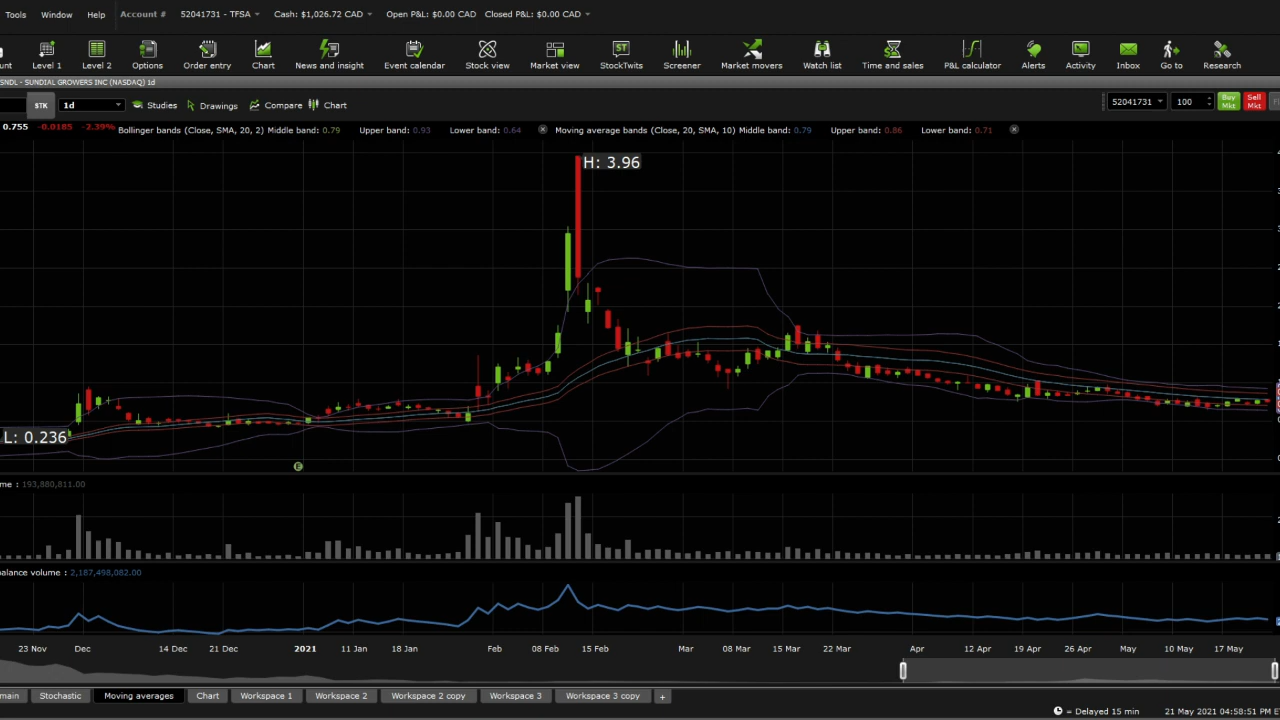 Tools Window Help Account # 52041731 - TFSA Cash: $1,026.72 CAD Open P&L: $0.00 CAD Closed P&L: $0.00 CAD
unt Level 1 Level 2 Options Order entry Chart News and insight Event calendar Stock view Market view StockTwits Screener Market movers Watch list Time and sales P&L calculator Alerts Activity Inbox Go to Research
SNDL - SUNDIAL GROWERS INC (NASDAQ) 1d
STK 1d Studies Drawings Compare Chart 52041731 100 Buy Mkt Sell Mkt
0.755 -0.0185 -2.39% Bollinger bands (Close, SMA, 20, 2) Middle band: 0.79 Upper band: 0.93 Lower band: 0.64 Moving average bands (Close, 20, SMA, 10) Middle band: 0.79 Upper band: 0.86 Lower band: 0.71
H: 3.96
L: 0.236
E
me : 193,880,811.00
balance volume : 2,187,498,082.00
23 Nov Dec 14 Dec 21 Dec 2021 11 Jan 18 Jan Feb 08 Feb 15 Feb Mar 08 Mar 15 Mar 22 Mar Apr 12 Apr 19 Apr 26 Apr May 10 May 17 May
main Stochastic Moving averages Chart Workspace 1 Workspace 2 Workspace 2 copy Workspace 3 Workspace 3 copy +
= Delayed 15 min 21 May 2021 04:58:51 PM